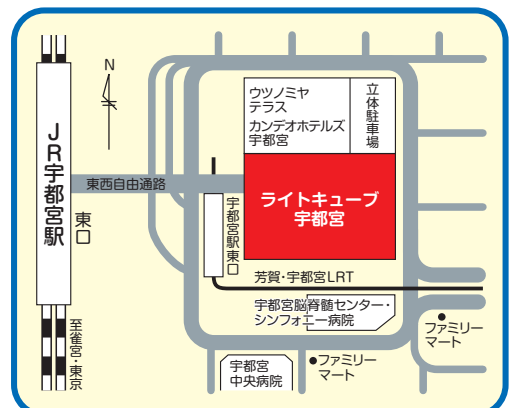 N
ウツノミヤ
テラス
カンデオホテルズ
宇都宮
立体駐車場
JR宇都宮駅
東口
東西自由通路
ライトキューブ
宇都宮
宇都宮駅東口
芳賀・宇都宮LRT
宇都宮脳脊髄センター・
シンフォニー病院
ファミリー
マート
至雀宮・東京
宇都宮
中央病院
ファミリー
マート